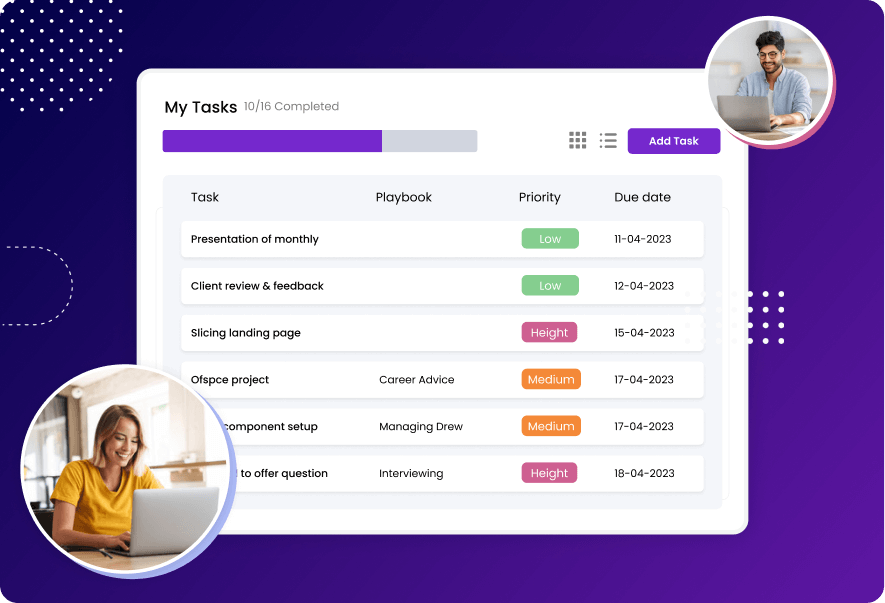 My Tasks 10/16 Completed
Add Task
Task Playbook Priority Due date
Presentation of monthly Low 11-04-2023
Client review & feedback Low 12-04-2023
Slicing landing page Height 15-04-2023
Ofspce project Career Advice Medium 17-04-2023
component setup Managing Drew Medium 17-04-2023
to offer question Interviewing Height 18-04-2023